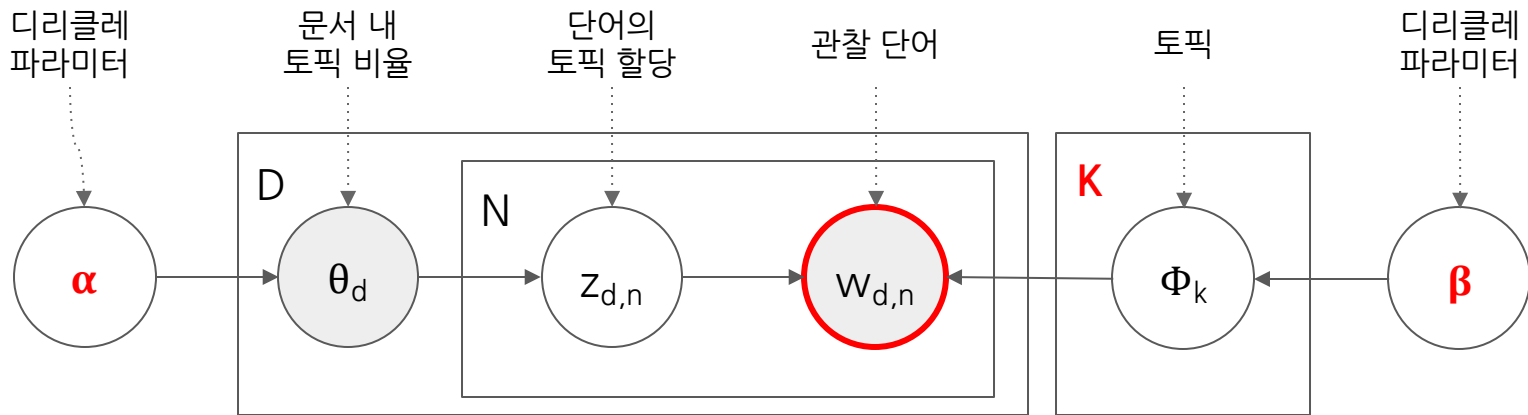 디리클레
파라미터
문서 내
토픽 비율
단어의
토픽 할당
관찰 단어
토픽
디리클레
파라미터
D
N
K
α
θd
zd,n
wd,n
Φk
β